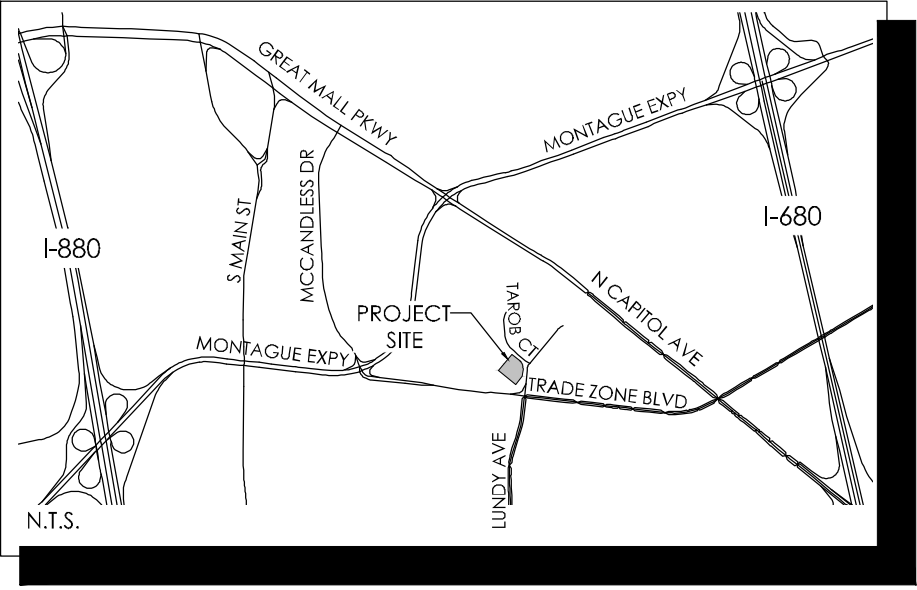 GREAT MALL PKWY
MONTAGUE EXPY
I-680
I-880
S MAIN ST
MCCANDLESS DR
N CAPITOL AVE
TAROB CT
PROJECT
SITE
MONTAGUE EXPY
TRADE ZONE BLVD
LUNDY AVE
N.T.S.